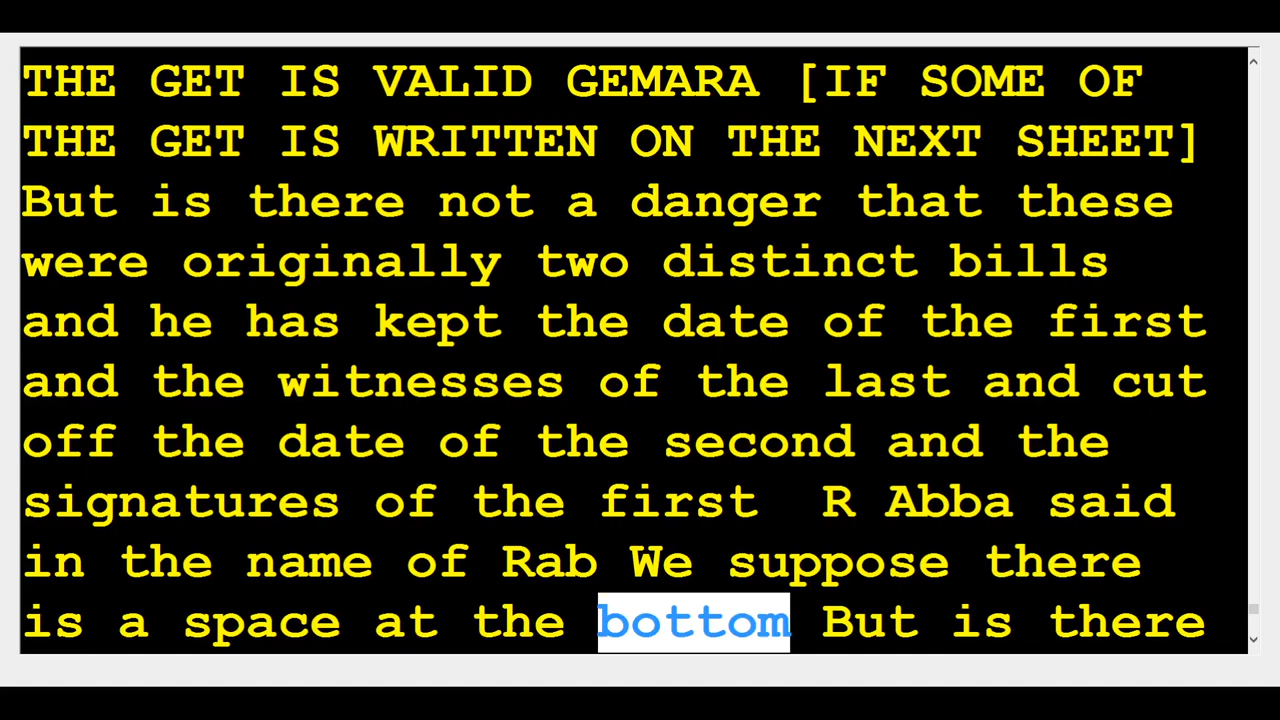 THE GET IS VALID GEMARA [IF SOME OF
THE GET IS WRITTEN ON THE NEXT SHEET]
But is there not a danger that these
were originally two distinct bills
and he has kept the date of the first
and the witnesses of the last and cut
off the date of the second and the
signatures of the first  R Abba said
in the name of Rab We suppose there
is a space at the bottom But is there